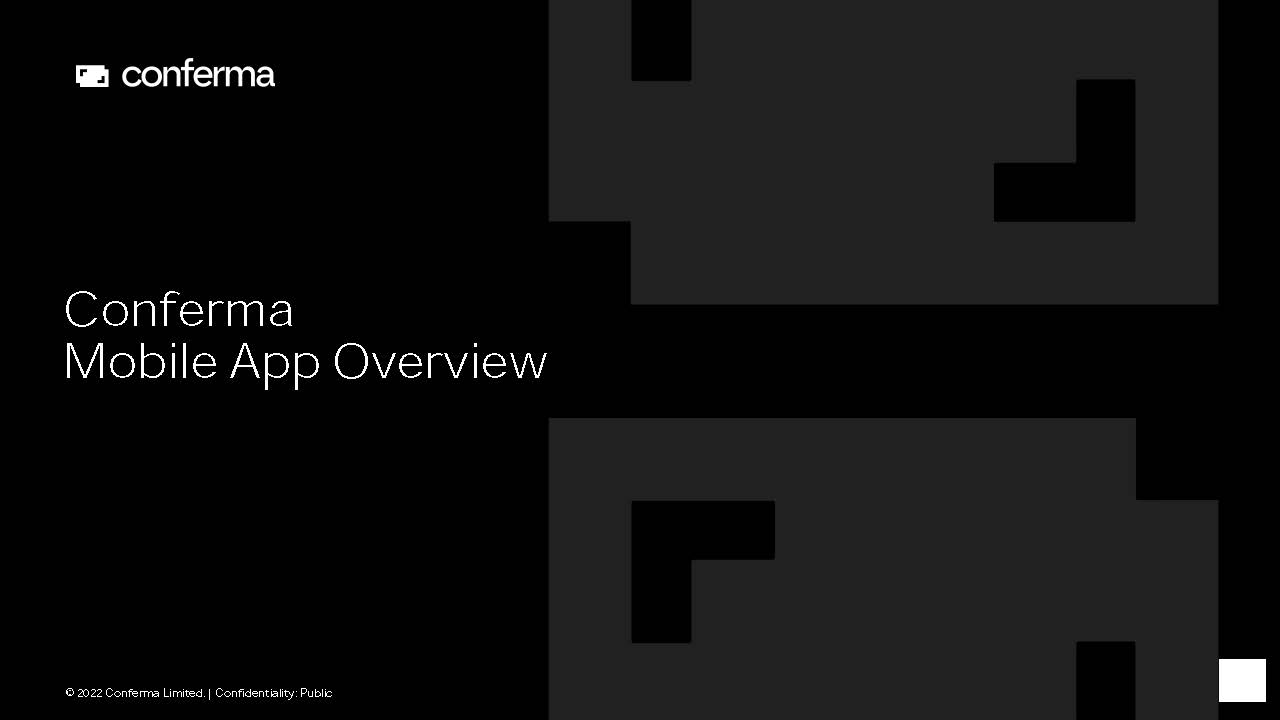 conferma
Conferma
Mobile App Overview
© 2022 Conferma Limited. | Confidentiality: Public